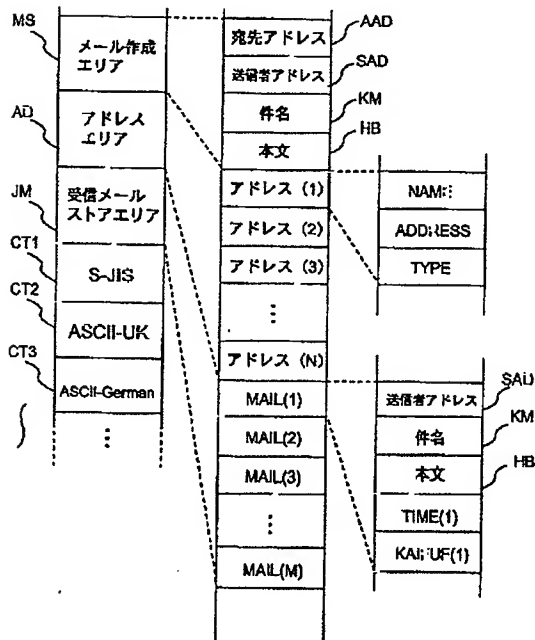 MS
メール作成
エリア
AD
アドレス
エリア
JM
受信メール
ストアエリア
CT1
S-JIS
CT2
ASCII-UK
CT3
ASCII-German
⋮
宛先アドレス
AAD
送信者アドレス
SAD
件名
KM
本文
HB
アドレス (1)
アドレス (2)
アドレス (3)
⋮
アドレス (N)
MAIL(1)
MAIL(2)
MAIL(3)
⋮
MAIL(M)
ADDRESS
TYPE
送信者アドレス
SAD
件名
KM
本文
HB
TIME(1)